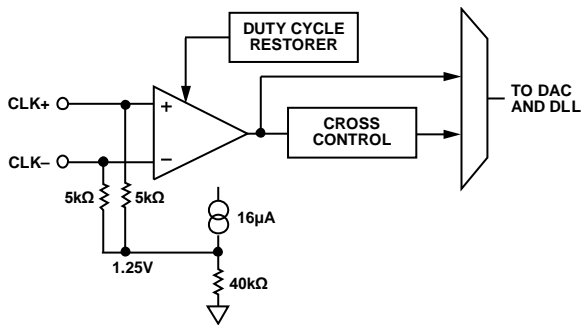 DUTY CYCLE
RESTORER
CLK+
+
CROSS
CONTROL
TO DAC
AND DLL
CLK–
–
5kΩ
5kΩ
16µA
1.25V
40kΩ